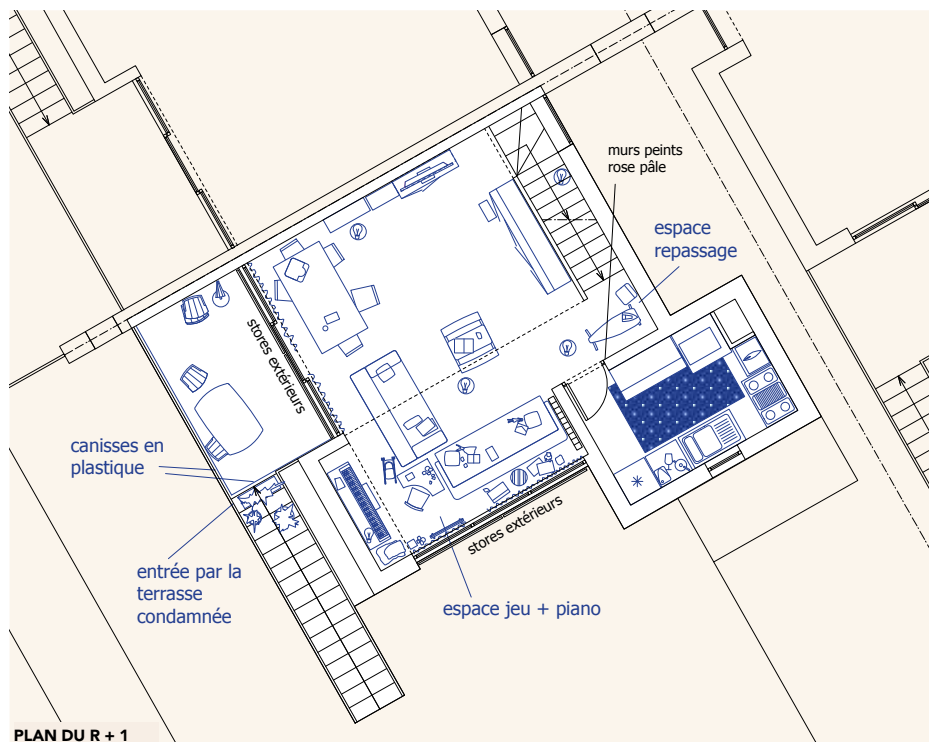 murs peints
rose pâle
espace
repassage
stores extérieurs
canisses en
plastique
stores extérieurs
entrée par la
terrasse
condamnée
espace jeu + piano
PLAN DU R + 1